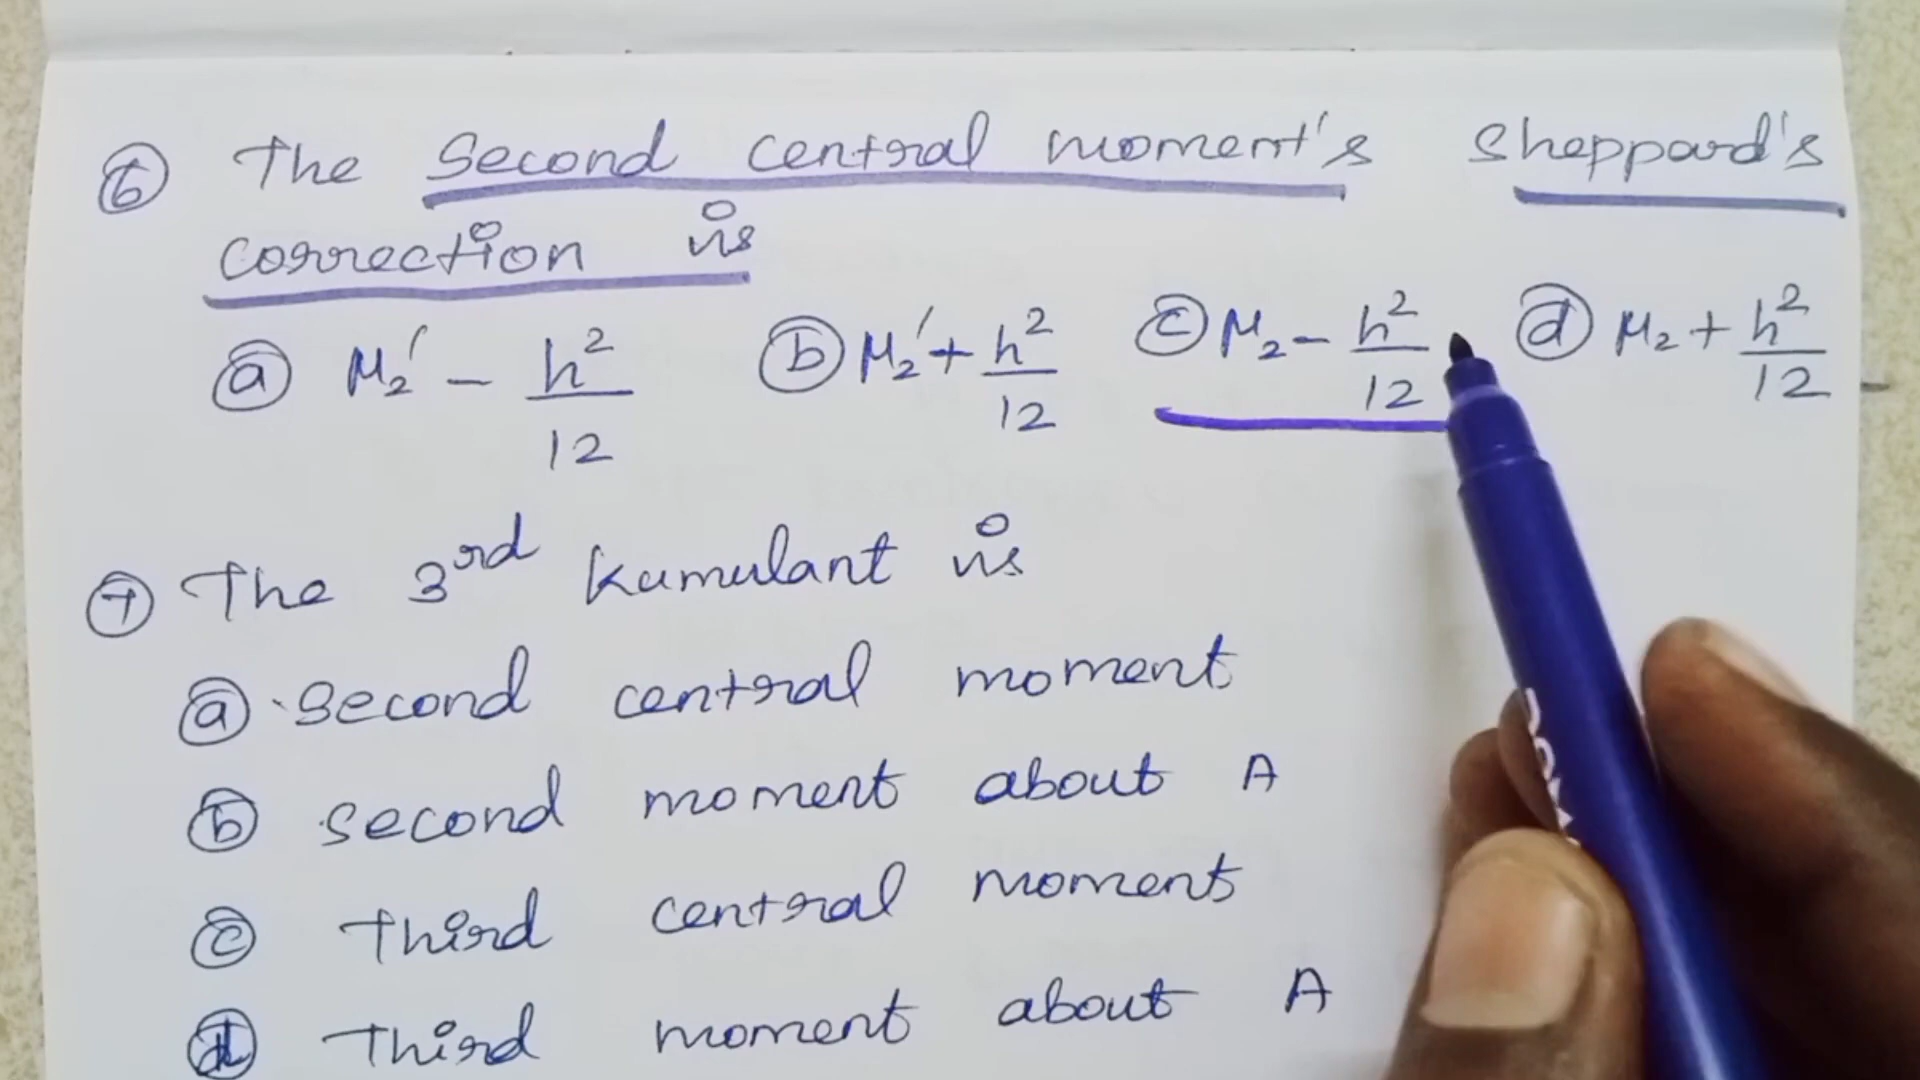 ⑥ The Second central moment's Sheppard's
correction is
ⓐ μ₂′ − h²/12 ⓑ μ₂′ + h²/12 ⓒ μ₂ − h²/12 ⓓ μ₂ + h²/12
⑦ The 3rd Kumulant is
ⓐ Second central moment
ⓑ Second moment about A
ⓒ Third central moment
ⓓ Third moment about A